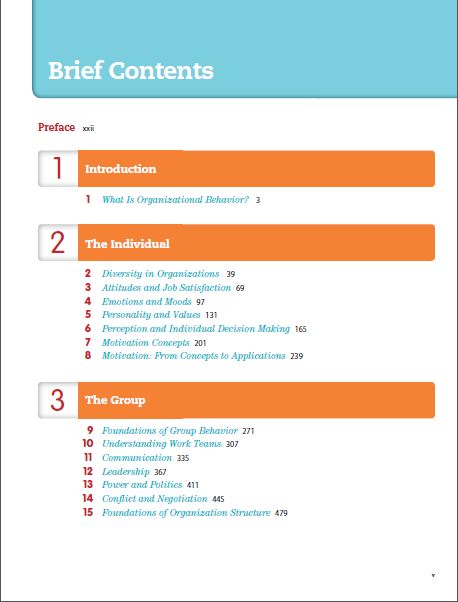 Brief Contents
Preface xxii
1 Introduction
1 What Is Organizational Behavior? 3
2 The Individual
2 Diversity in Organizations 39
3 Attitudes and Job Satisfaction 69
4 Emotions and Moods 97
5 Personality and Values 131
6 Perception and Individual Decision Making 165
7 Motivation Concepts 201
8 Motivation: From Concepts to Applications 239
3 The Group
9 Foundations of Group Behavior 271
10 Understanding Work Teams 307
11 Communication 335
12 Leadership 367
13 Power and Politics 411
14 Conflict and Negotiation 445
15 Foundations of Organization Structure 479
v